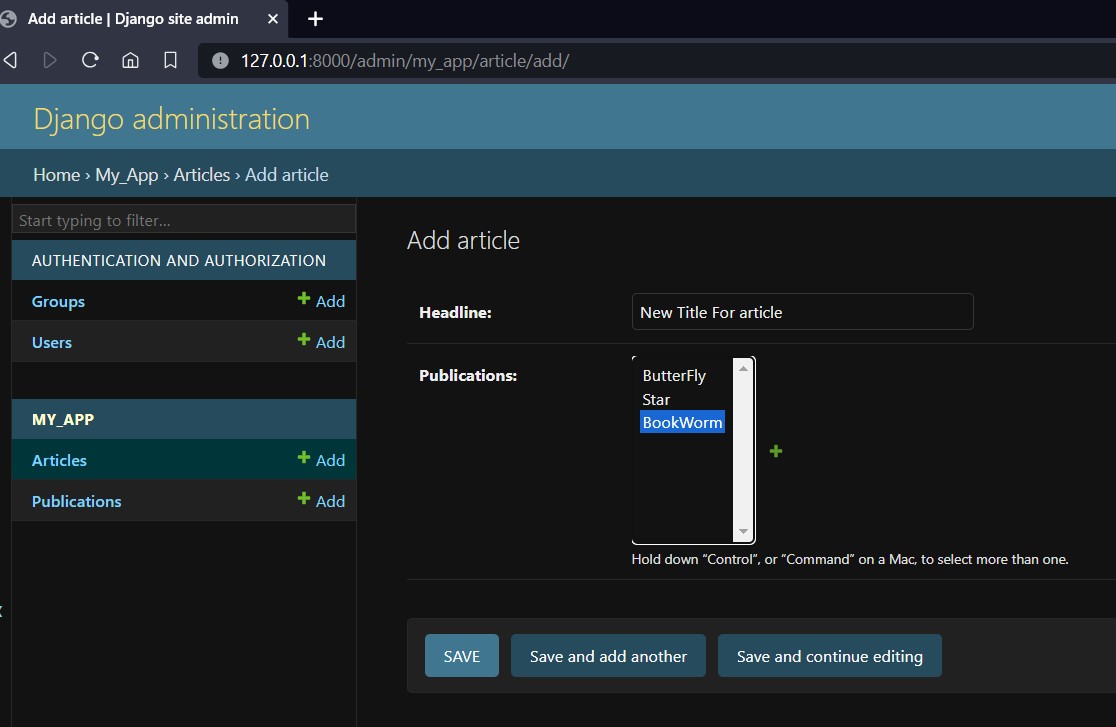 Add article | Django site admin
127.0.0.1:8000/admin/my_app/article/add/
Django administration
Home › My_App › Articles › Add article
Start typing to filter...
AUTHENTICATION AND AUTHORIZATION
Groups + Add
Users + Add
MY_APP
Articles + Add
Publications + Add
Add article
Headline: New Title For article
Publications:
ButterFly
Star
BookWorm
Hold down “Control”, or “Command” on a Mac, to select more than one.
SAVE Save and add another Save and continue editing